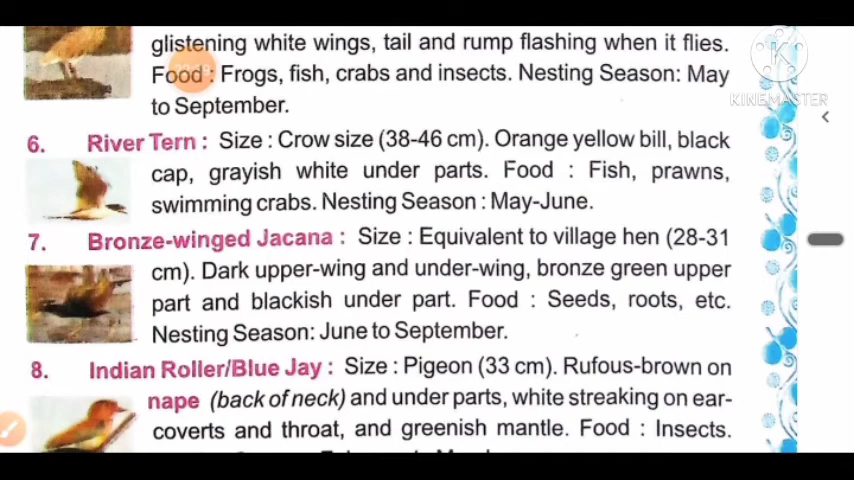 glistening white wings, tail and rump flashing when it flies.
Food : Frogs, fish, crabs and insects. Nesting Season: May
to September.
KINEMASTER
6. River Tern : Size : Crow size (38-46 cm). Orange yellow bill, black
cap, grayish white under parts. Food : Fish, prawns,
swimming crabs. Nesting Season : May-June.
7. Bronze-winged Jacana : Size : Equivalent to village hen (28-31
cm). Dark upper-wing and under-wing, bronze green upper
part and blackish under part. Food : Seeds, roots, etc.
Nesting Season: June to September.
8. Indian Roller/Blue Jay : Size : Pigeon (33 cm). Rufous-brown on
nape (back of neck) and under parts, white streaking on ear-
coverts and throat, and greenish mantle. Food : Insects.